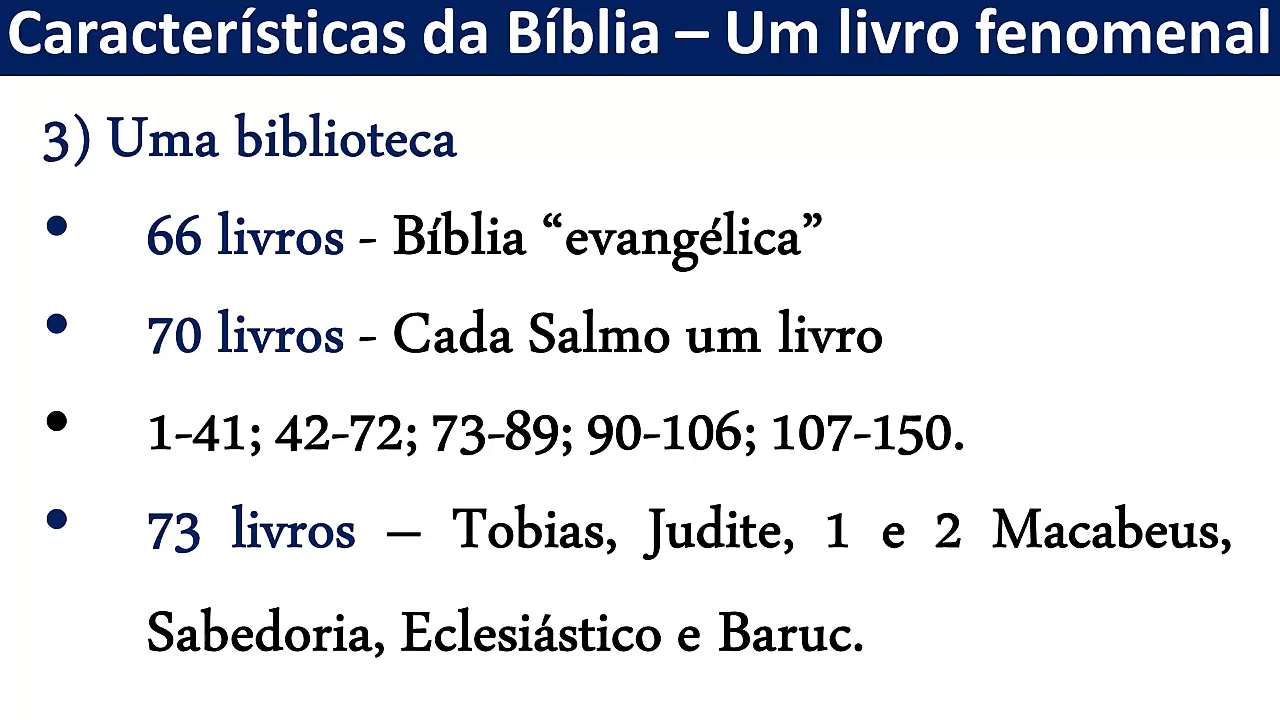 Características da Bíblia – Um livro fenomenal
3) Uma biblioteca
• 66 livros - Bíblia “evangélica”
• 70 livros - Cada Salmo um livro
• 1-41; 42-72; 73-89; 90-106; 107-150.
• 73 livros – Tobias, Judite, 1 e 2 Macabeus,
Sabedoria, Eclesiástico e Baruc.